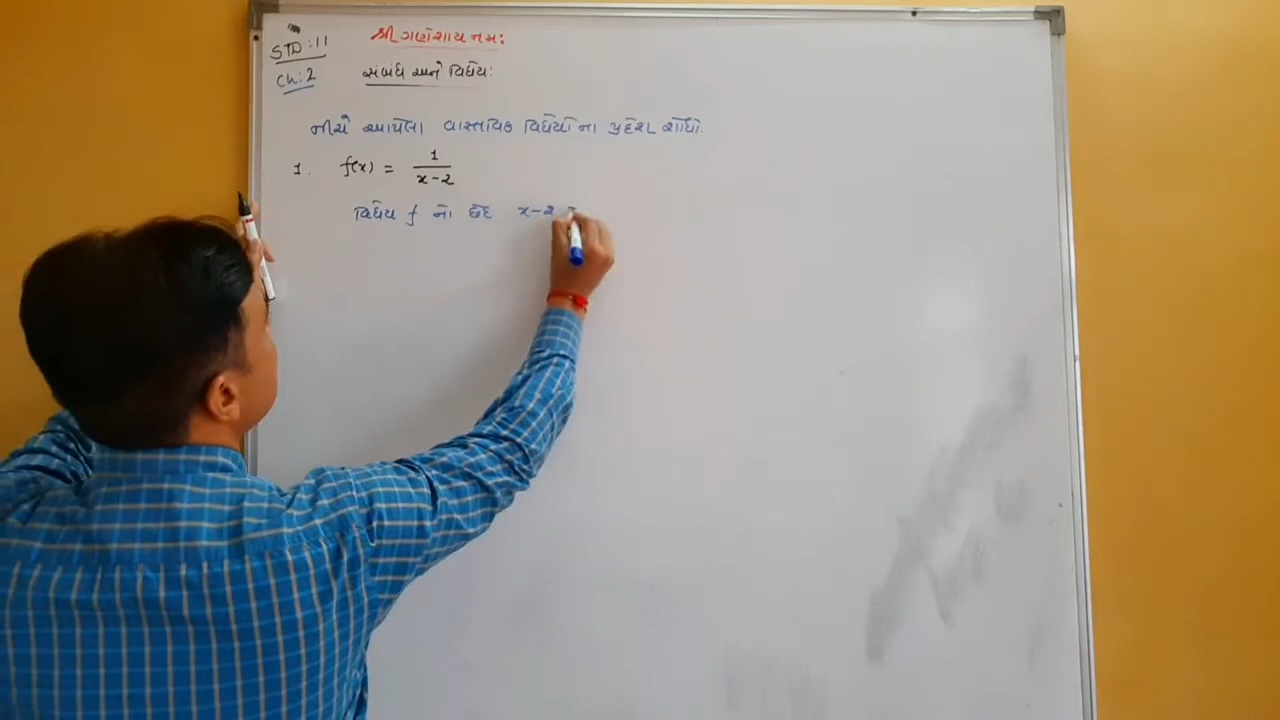 શ્રી ગણેશાય નમઃ
STD:11
Ch:2
સંબંધ અને વિધેયઃ
નીચે આપેલા વાસ્તવિક વિધેયોના પ્રદેશ શોધો.
1. f(x) = 1/(x-2)
વિધેય f નો છેદ x-2